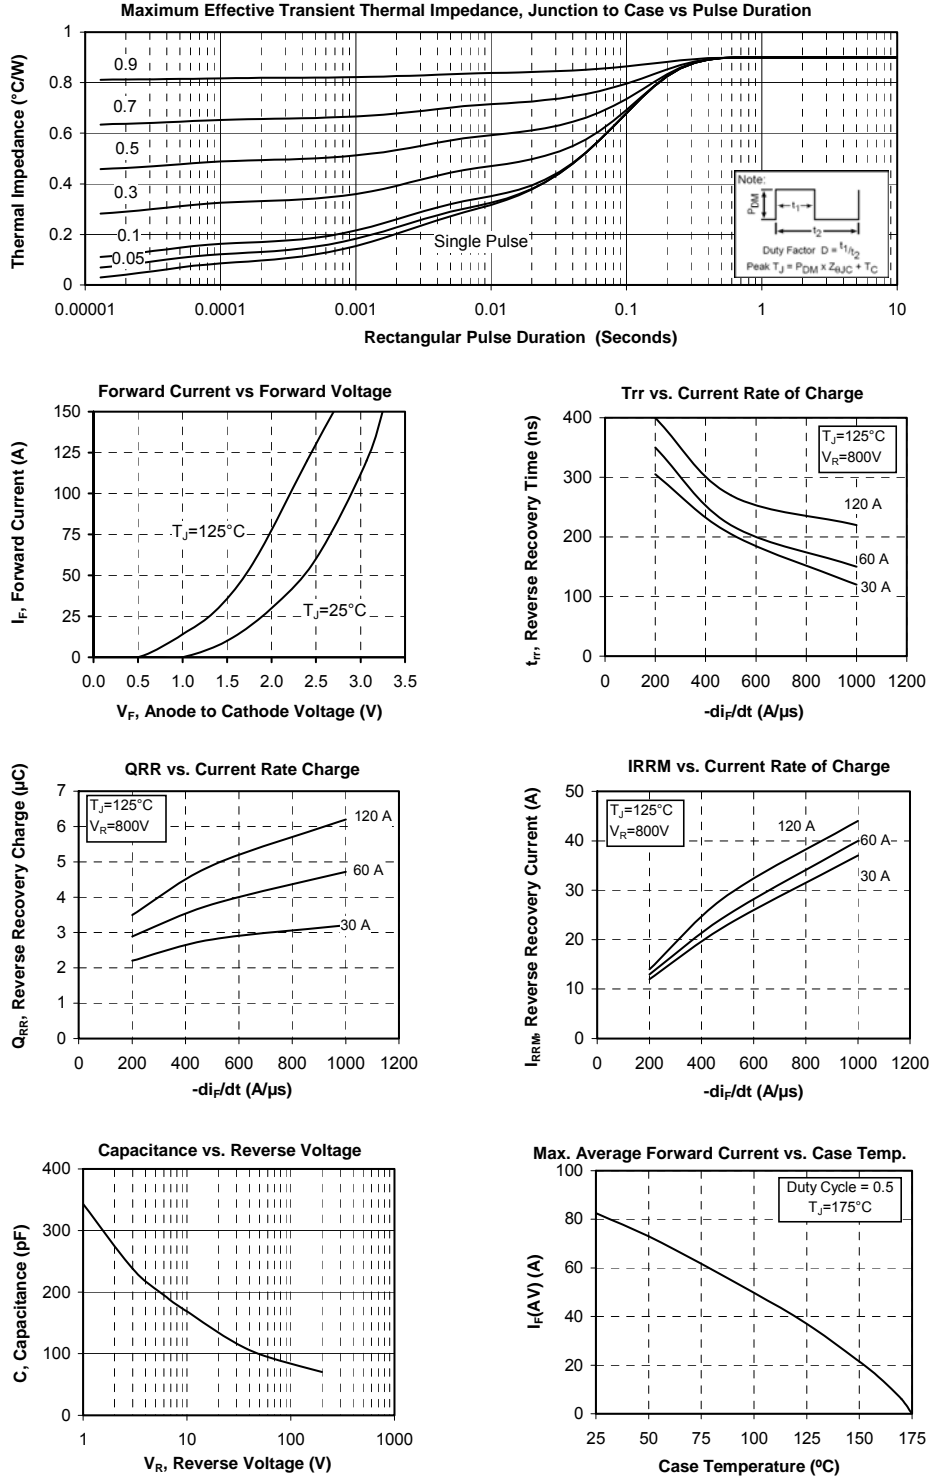 Maximum Effective Transient Thermal Impedance, Junction to Case vs Pulse Duration
Thermal Impedance (°C/W)
1
0.8
0.6
0.4
0.2
0
0.9
0.7
0.5
0.3
0.1
0.05
Single Pulse
Note:
PDM
t1
t2
Duty Factor D = t1/t2
Peak TJ = PDM x ZθJC + TC
0.00001 0.0001 0.001 0.01 0.1 1 10
Rectangular Pulse Duration (Seconds)
Forward Current vs Forward Voltage
IF, Forward Current (A)
150
125
100
75
50
25
0
TJ=125°C
TJ=25°C
0.0 0.5 1.0 1.5 2.0 2.5 3.0 3.5
VF, Anode to Cathode Voltage (V)
Trr vs. Current Rate of Charge
trr, Reverse Recovery Time (ns)
400
300
200
100
0
TJ=125°C
VR=800V
120 A
60 A
30 A
0 200 400 600 800 1000 1200
-diF/dt (A/µs)
QRR vs. Current Rate Charge
QRR, Reverse Recovery Charge (µC)
7
6
5
4
3
2
1
0
TJ=125°C
VR=800V
120 A
60 A
30 A
0 200 400 600 800 1000 1200
-diF/dt (A/µs)
IRRM vs. Current Rate of Charge
IRRM, Reverse Recovery Current (A)
50
40
30
20
10
0
TJ=125°C
VR=800V
120 A
60 A
30 A
0 200 400 600 800 1000 1200
-diF/dt (A/µs)
Capacitance vs. Reverse Voltage
C, Capacitance (pF)
400
300
200
100
0
1 10 100 1000
VR, Reverse Voltage (V)
Max. Average Forward Current vs. Case Temp.
IF(AV) (A)
100
80
60
40
20
0
Duty Cycle = 0.5
TJ=175°C
25 50 75 100 125 150 175
Case Temperature (ºC)